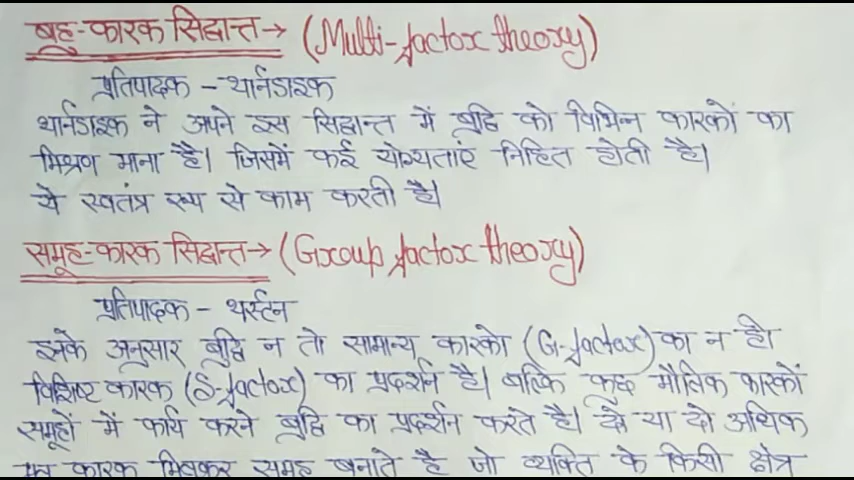 बहु-कारक सिद्धान्त→ (Multi-factor theory)
प्रतिपादक - थार्नडाइक
थार्नडाइक ने अपने इस सिद्धान्त में बुद्धि को विभिन्न कारकों का
मिश्रण माना है। जिसमें कई योग्यताएं निहित होती है।
ये स्वतंत्र रूप से काम करती है।
समूह-कारक सिद्धान्त→ (Group factor theory)
प्रतिपादक - थर्स्टन
इनके अनुसार बुद्धि न तो सामान्य कारको (G-factor) का न ही
विशिष्ट कारक (S-factor) का प्रदर्शन है। बल्कि कुछ मौलिक कारकों
समूहों में कार्य करने बुद्धि का प्रदर्शन करते है। दो या दो अधिक
कारक मिलकर समूह बनाते है जो व्यक्ति के किसी क्षेत्र